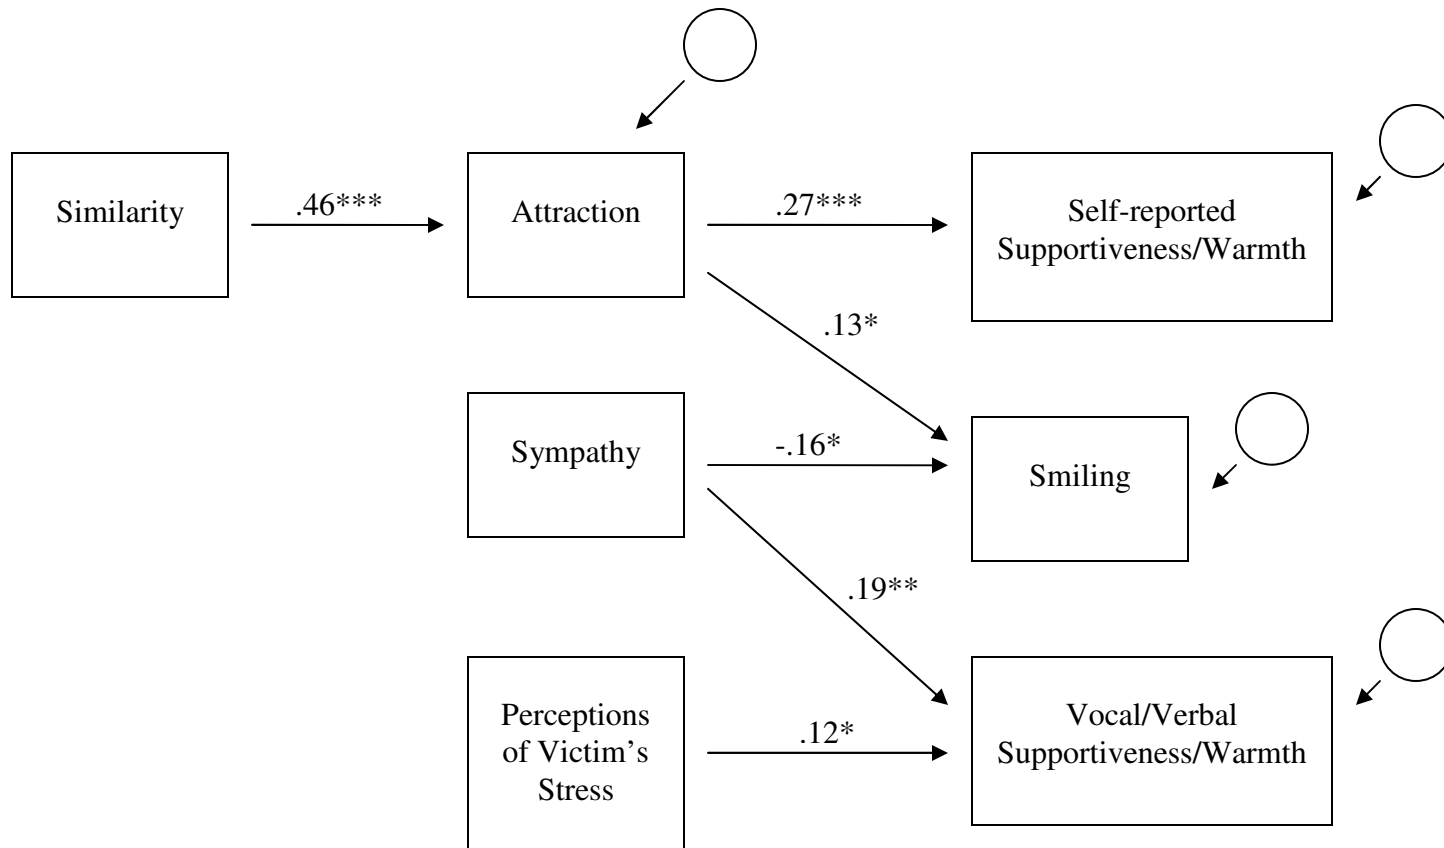 Similarity
.46***
Attraction
.27***
Self-reported
Supportiveness/Warmth
.13*
Sympathy
-.16*
Smiling
.19**
Perceptions
of Victim’s
Stress
.12*
Vocal/Verbal
Supportiveness/Warmth